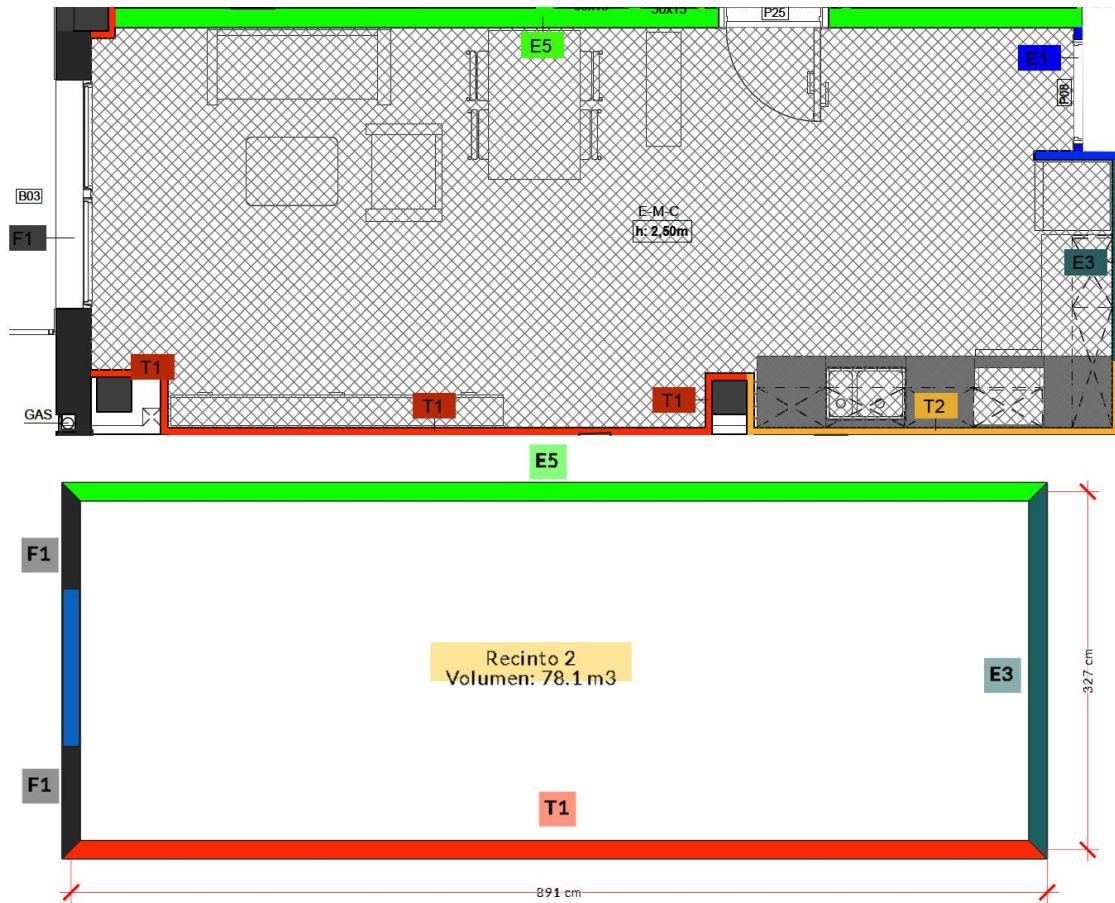 P25
E5
E1
P08
B03
E-M-C
h: 2,50m
F1
E3
T1
T1
T1
T2
GAS
E5
F1
Recinto 2
Volumen: 78.1 m3
E3
327 cm
F1
T1
891 cm